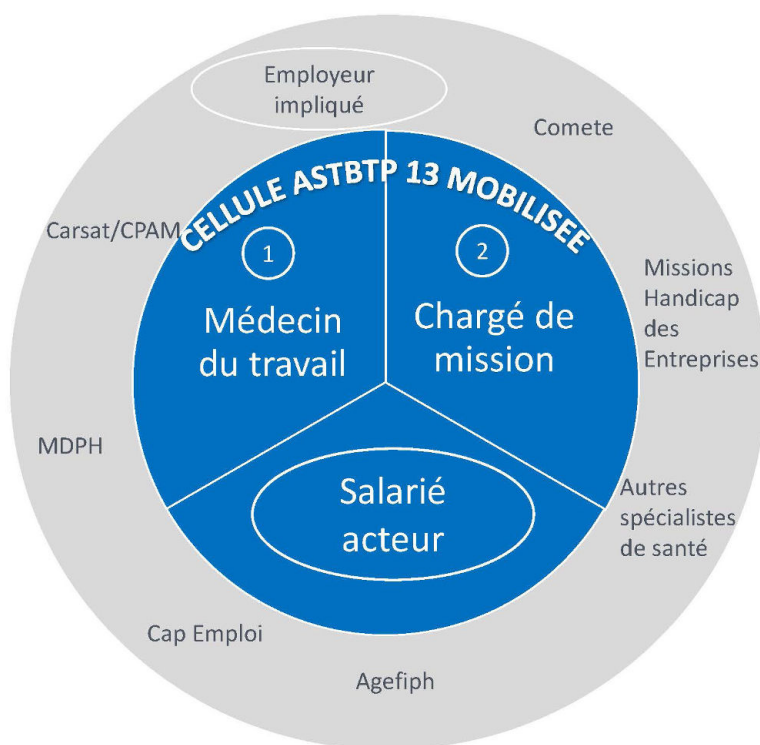 Employeur
impliqué
Comete
CELLULE ASTBTP 13 MOBILISEE
Carsat/CPAM
1
2
Médecin
du travail
Chargé de
mission
Missions
Handicap
des
Entreprises
MDPH
Salarié
acteur
Autres
spécialistes
de santé
Cap Emploi
Agefiph